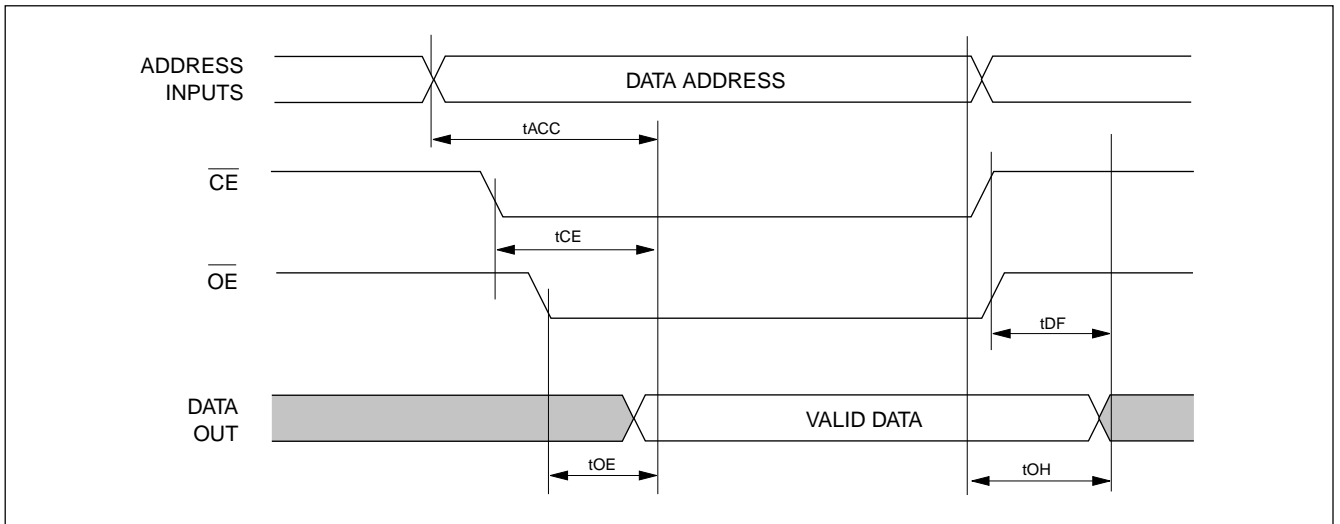 ADDRESS
INPUTS
DATA ADDRESS
tACC
CE
tCE
OE
tDF
DATA
OUT
VALID DATA
tOE
tOH